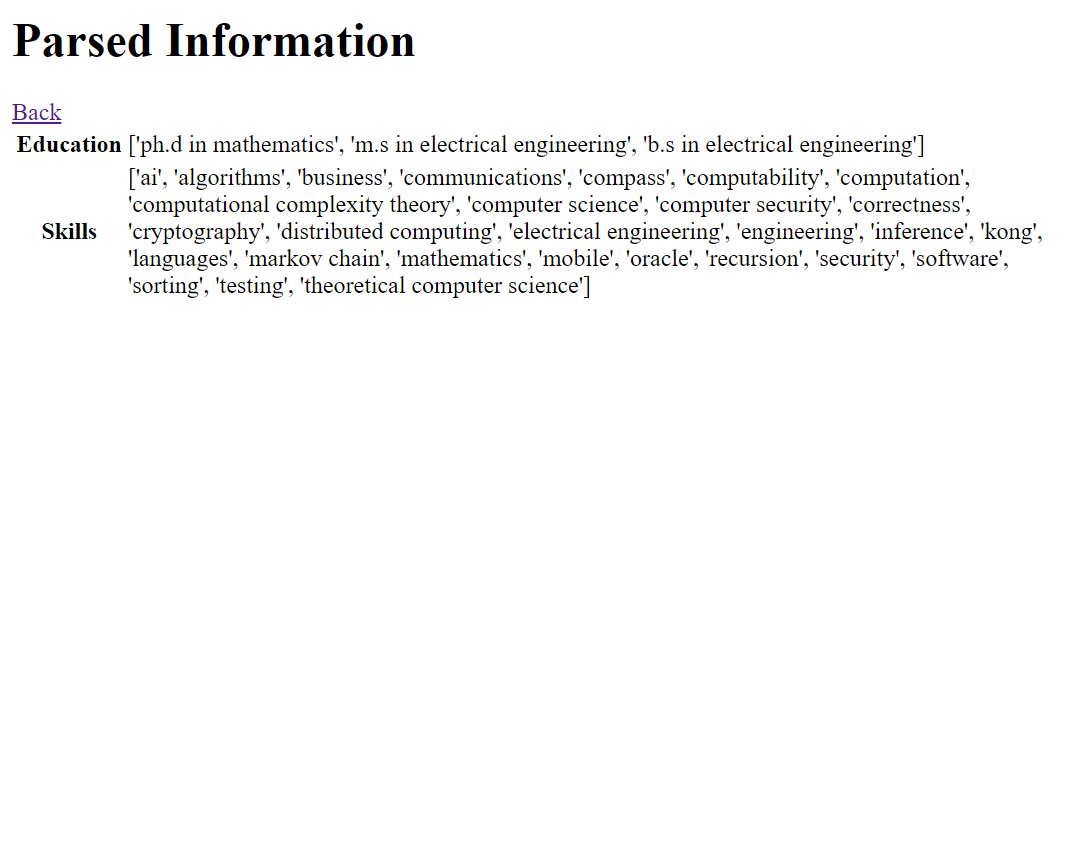 Parsed Information
Back
Education ['ph.d in mathematics', 'm.s in electrical engineering', 'b.s in electrical engineering']
['ai', 'algorithms', 'business', 'communications', 'compass', 'computability', 'computation',
'computational complexity theory', 'computer science', 'computer security', 'correctness',
Skills 'cryptography', 'distributed computing', 'electrical engineering', 'engineering', 'inference', 'kong',
'languages', 'markov chain', 'mathematics', 'mobile', 'oracle', 'recursion', 'security', 'software',
'sorting', 'testing', 'theoretical computer science']